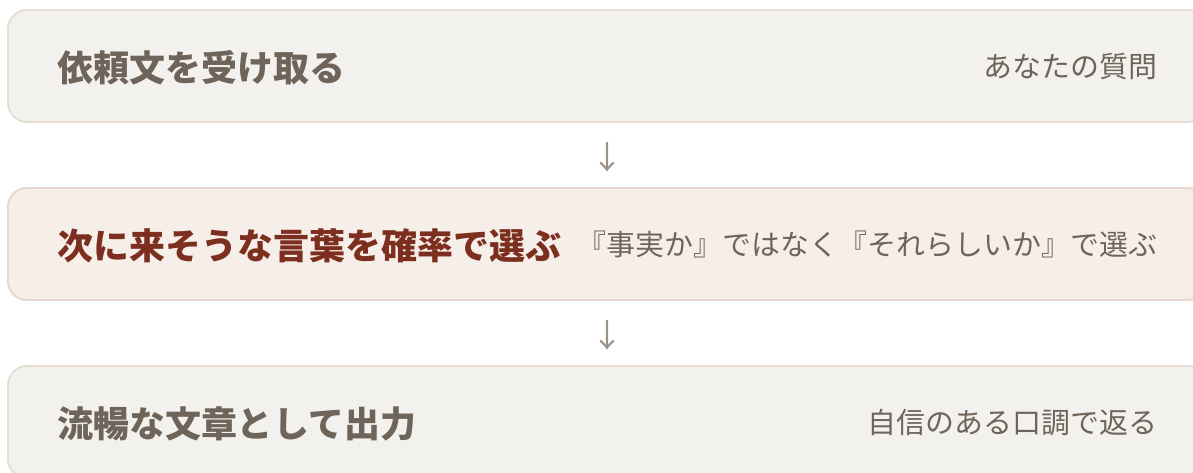 依頼文を受け取る あなたの質問
↓
次に来そうな言葉を確率で選ぶ 『事実か』ではなく『それらしいか』で選ぶ
↓
流暢な文章として出力 自信のある口調で返る